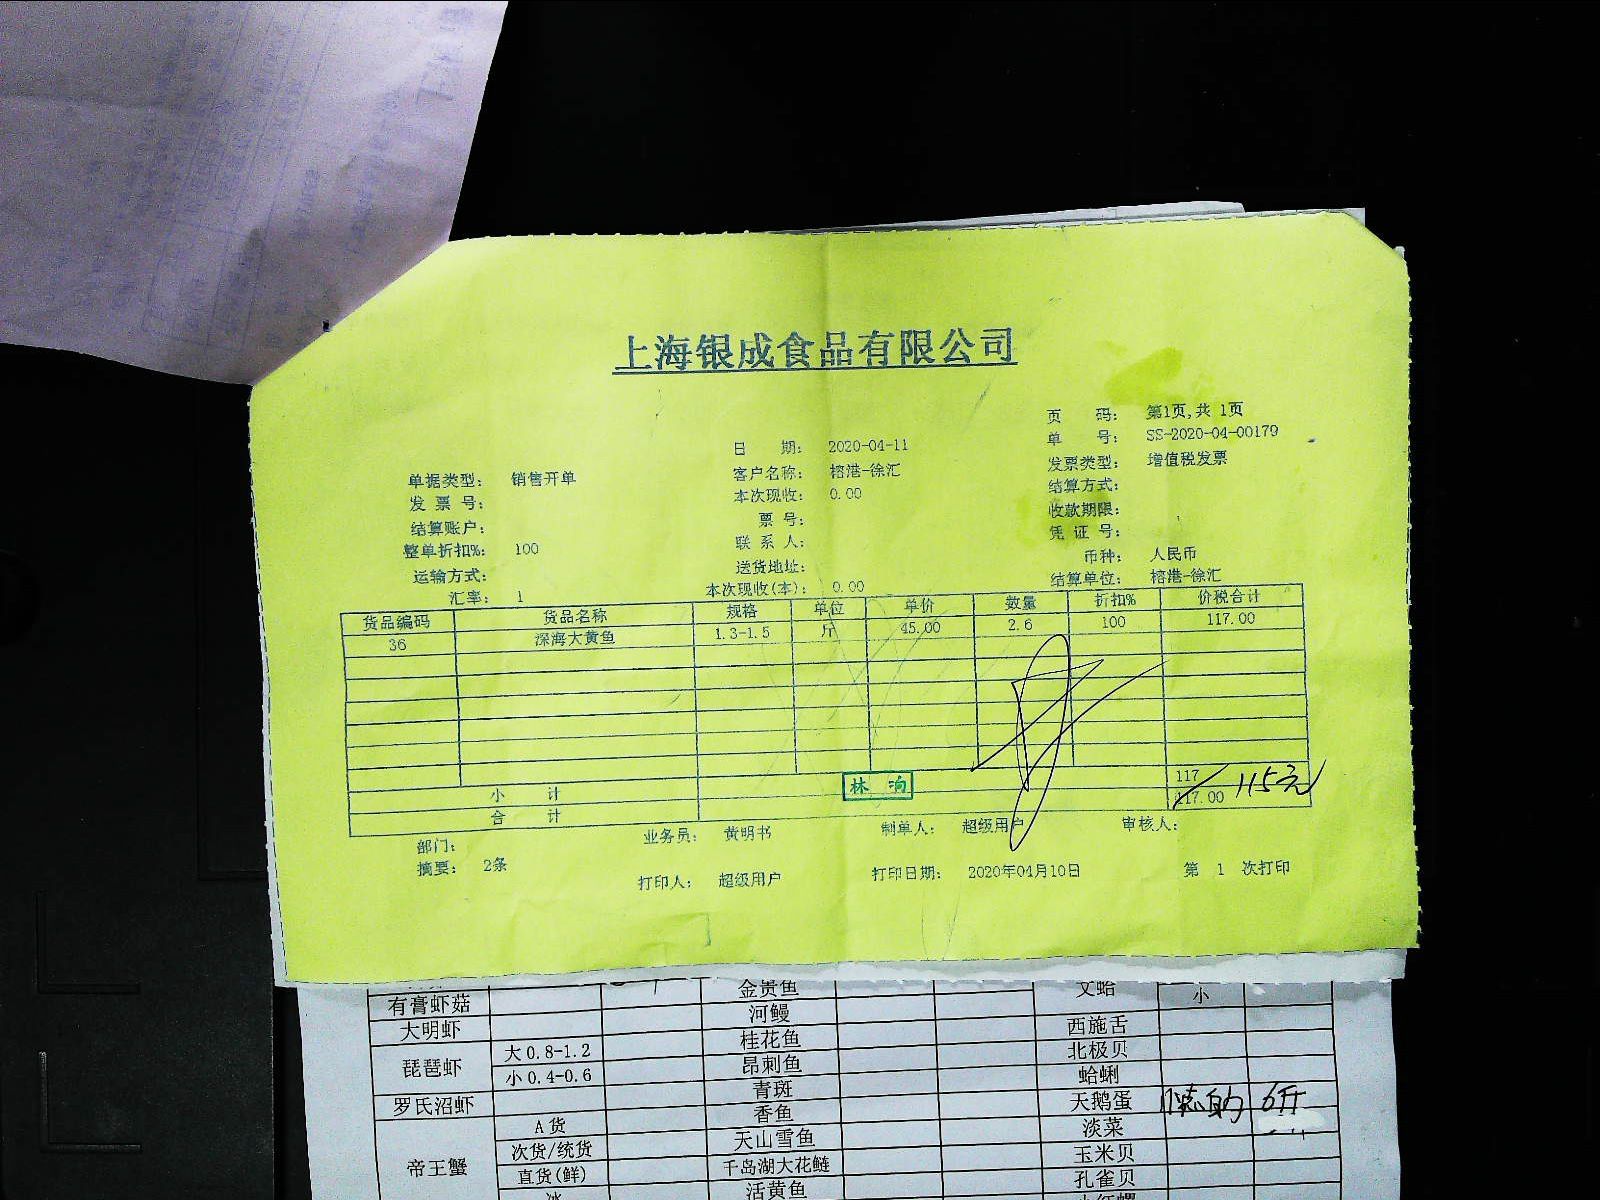 上海银成食品有限公司
页 码: 第1页,共 1页
日 期: 2020-04-11 单 号: SS-2020-04-00179
单据类型: 销售开单 客户名称: 榕港-徐汇 发票类型: 增值税发票
发 票 号: 本次现收: 0.00 结算方式:
结算账户: 票 号: 收款期限:
整单折扣%: 100 联 系 人: 凭 证 号:
运输方式: 送货地址: 币种: 人民币
汇率: 1 本次现收(本): 0.00 结算单位: 榕港-徐汇
货品编码 货品名称 规格 单位 单价 数量 折扣% 价税合计
36 深海大黄鱼 1.3-1.5 斤 45.00 2.6 100 117.00
小 计 117
合 计 117.00 115元
林
部门: 业务员: 黄明书 制单人: 超级用户 审核人:
摘要: 2条 打印人: 超级用户 打印日期: 2020年04月10日 第 1 次打印
有膏虾菇 金贵鱼 文蛤 小
大明虾 河鳗 西施舌
琵琶虾 大0.8-1.2 桂花鱼 北极贝
小0.4-0.6 昂刺鱼 蛤蜊
罗氏沼虾 青斑 天鹅蛋 6斤
帝王蟹 A货 香鱼 淡菜
次货/统货 天山雪鱼 玉米贝
直货(鲜) 千岛湖大花鲢 孔雀贝
冰 活黄鱼